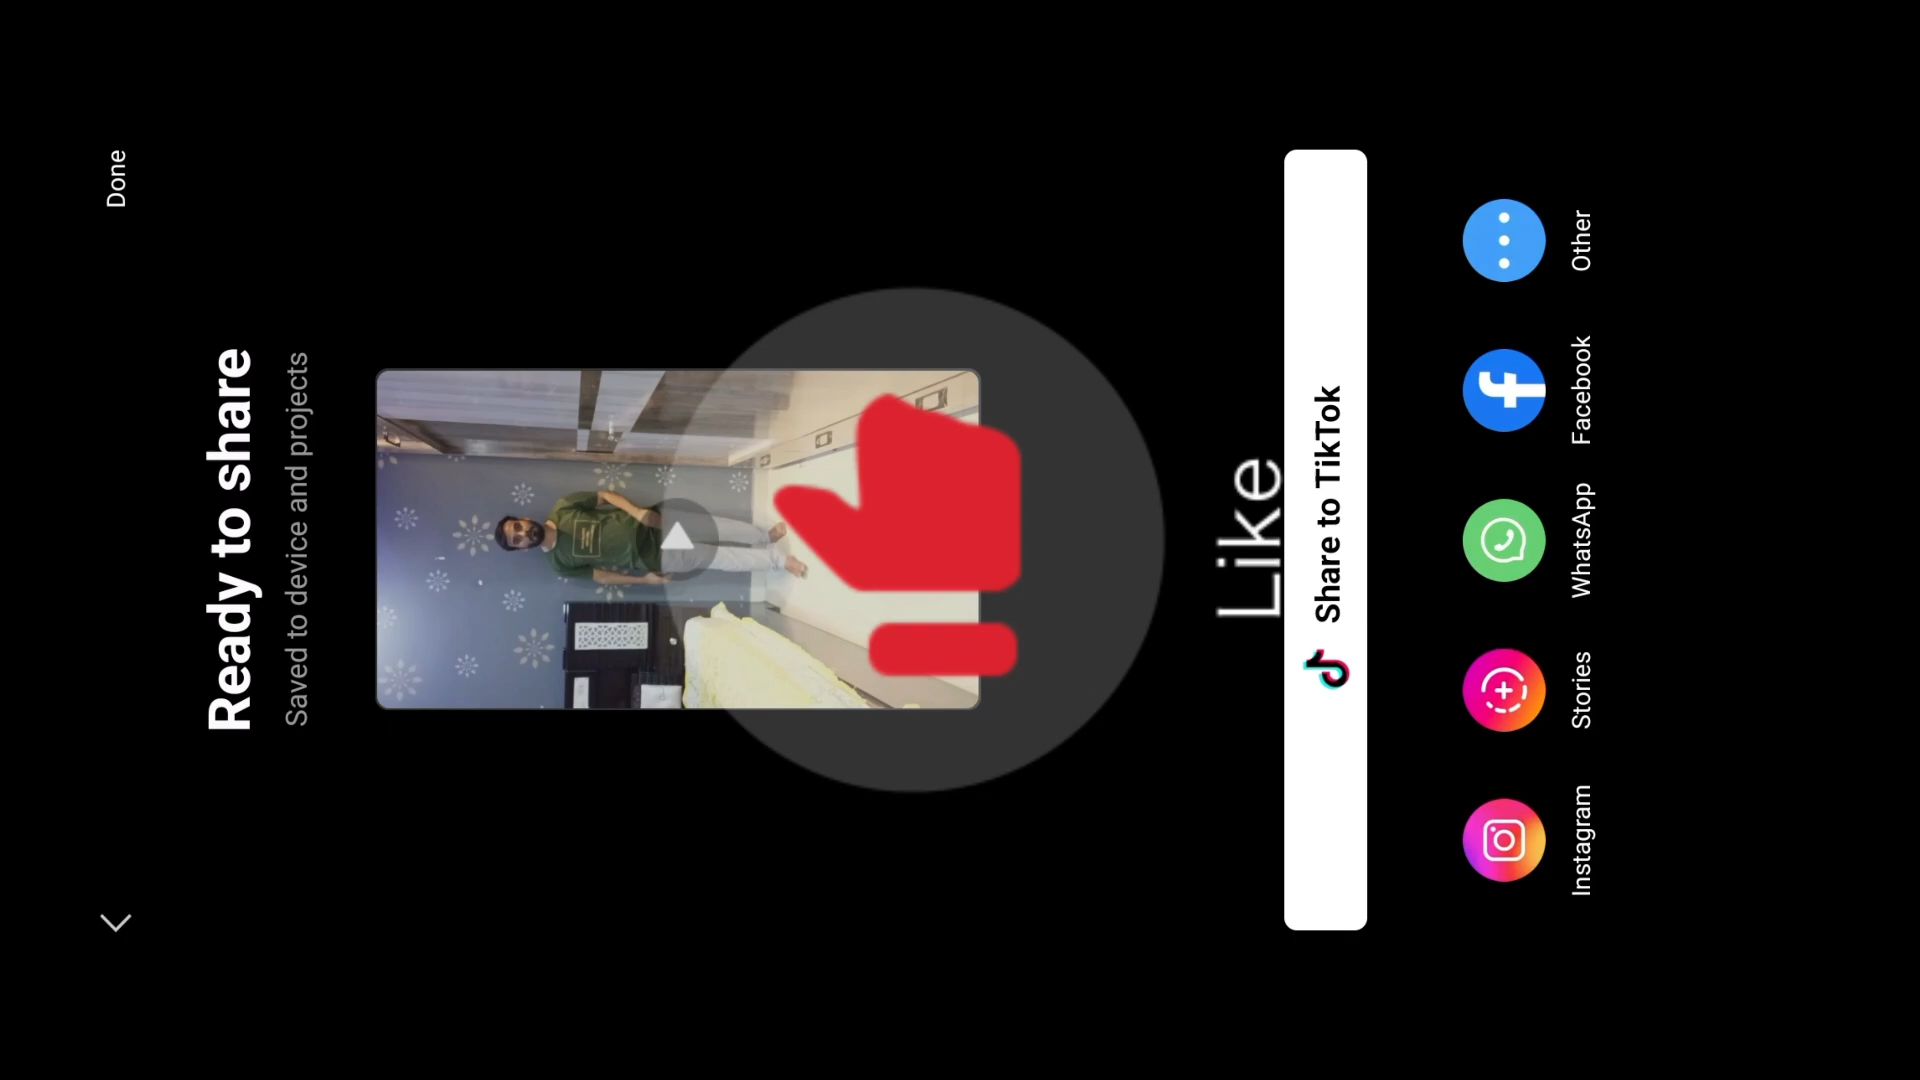 Done
Ready to share
Saved to device and projects
Like
Share to TikTok
Instagram
Stories
WhatsApp
Facebook
Other